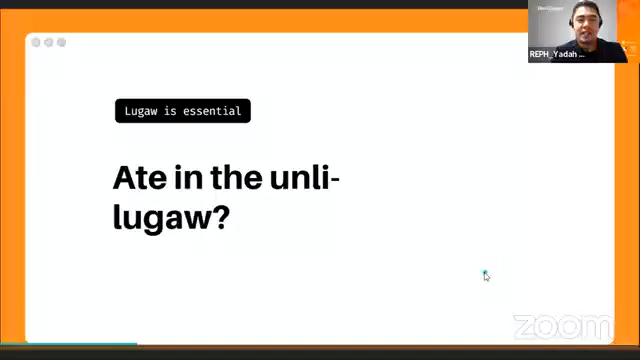 REPH_Yadah ...
Lugaw is essential
Ate in the unli-
lugaw?
zoom